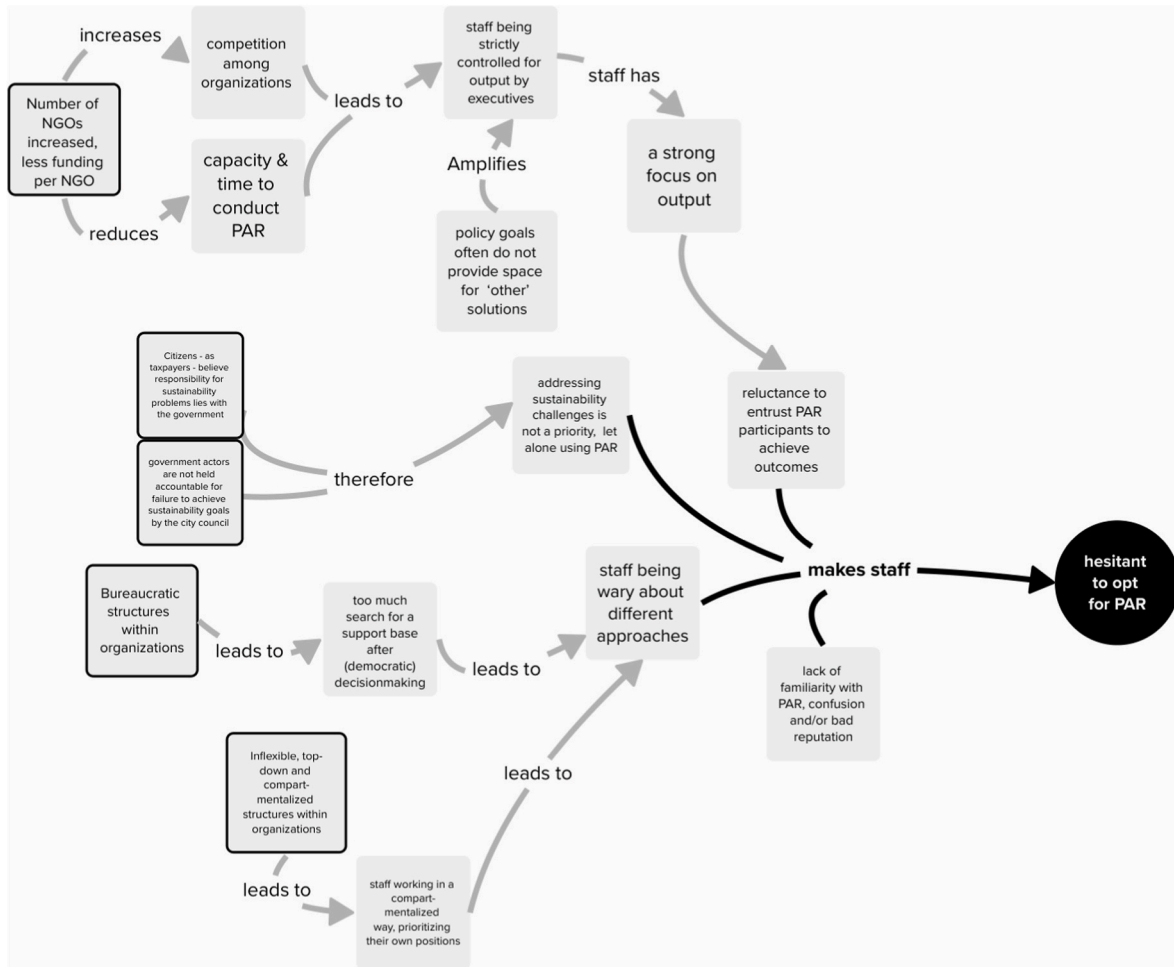 increases
competition
among
organizations
Number of
NGOs
increased,
less funding
per NGO
reduces
capacity &
time to
conduct
PAR
leads to
staff being
strictly
controlled for
output by
executives
Amplifies
policy goals
often do not
provide space
for 'other'
solutions
staff has
a strong
focus on
output
reluctance to
entrust PAR
participants to
achieve
outcomes
Citizens - as
taxpayers - believe
responsibility for
sustainability
problems lies with
the government
government actors
are not held
accountable for
failure to achieve
sustainability goals
by the city council
therefore
addressing
sustainability
challenges is
not a priority, let
alone using PAR
Bureaucratic
structures
within
organizations
leads to
too much
search for a
support base
after
(democratic)
decisionmaking
leads to
staff being
wary about
different
approaches
Inflexible, top-
down and
compart-
mentalized
structures within
organizations
leads to
staff working in a
compart-
mentalized
way, prioritizing
their own positions
leads to
lack of
familiarity with
PAR, confusion
and/or bad
reputation
makes staff
hesitant
to opt
for PAR